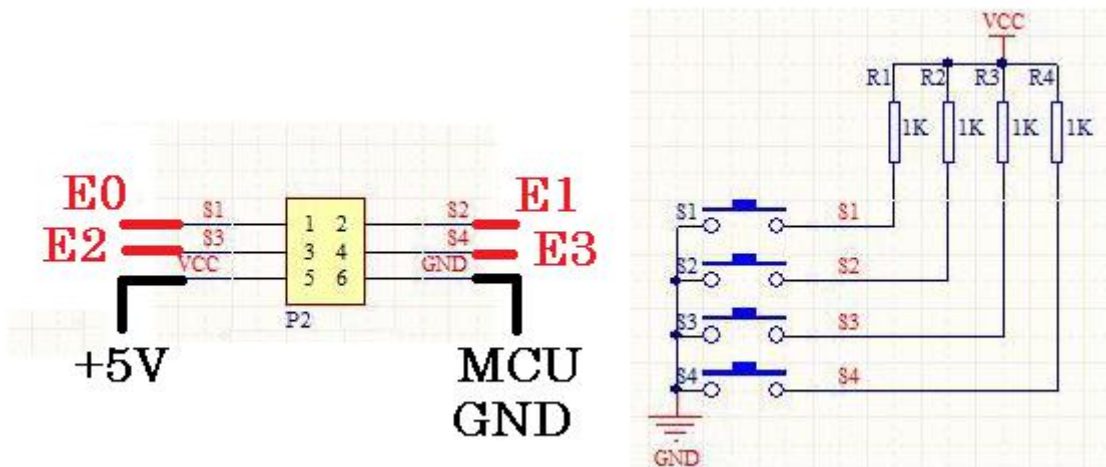 E0 S1 1 2 S2 E1
E2 S3 3 4 S4 E3
VCC 5 6 GND
P2
+5V
MCU
GND
VCC
R1 R2 R3 R4
1K 1K 1K 1K
S1 S1
S2 S2
S3 S3
S4 S4
GND